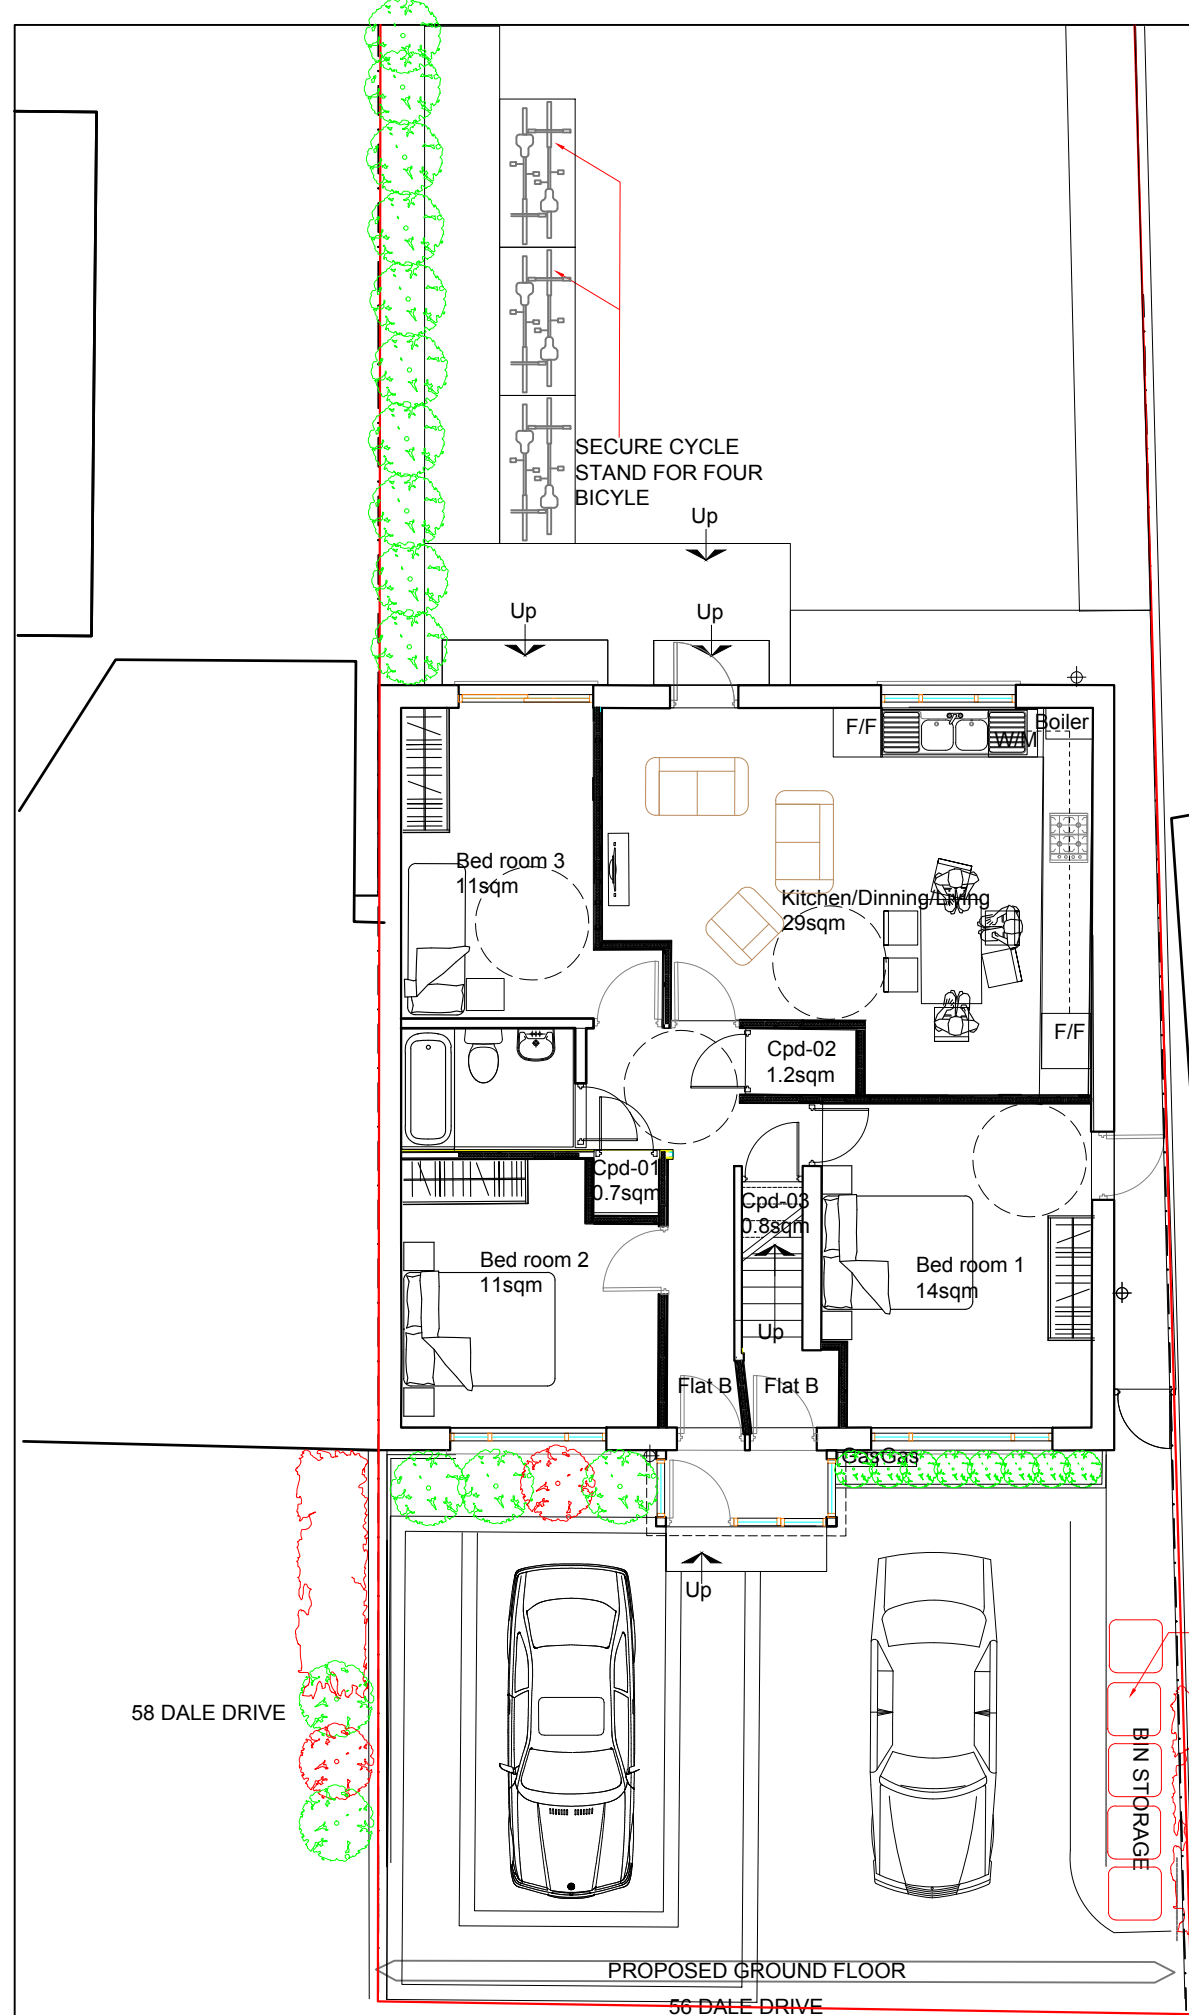 SECURE CYCLE
STAND FOR FOUR
BICYLE
Up
Up
Up
F/F
W/M
Boiler
Bed room 3
11sqm
Kitchen/Dinning/Living
29sqm
F/F
Cpd-02
1.2sqm
Cpd-01
0.7sqm
Cpd-03
0.8sqm
Bed room 2
11sqm
Bed room 1
14sqm
Up
Flat B
Flat B
GasGas
Up
58 DALE DRIVE
BIN STORAGE
PROPOSED GROUND FLOOR
56 DALE DRIVE